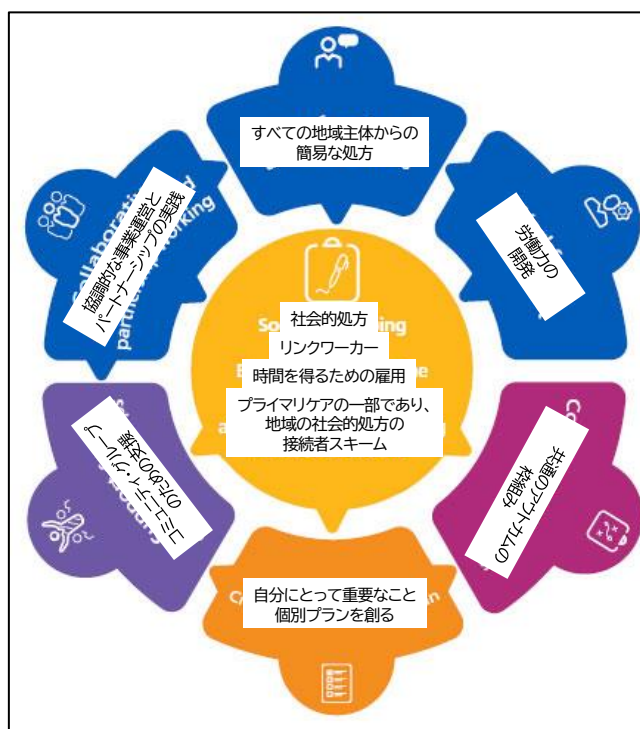 すべての地域主体からの
簡易な処方
協調的な事業運営と
パートナーシップの実践
労働力の
開発
社会的処方
リンクワーカー
時間を得るための雇用
プライマリケアの一部であり、
地域の社会的処方の
接続者スキーム
コミュニティ・グループ
のための支援
共通のアウトカムの
枠組み
自分にとって重要なこと
個別プランを創る